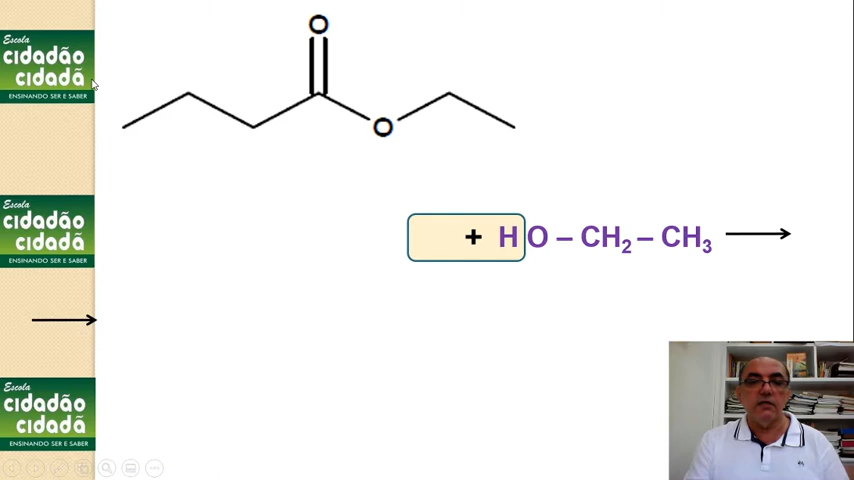 Escola
cidadão
cidadã
ENSINANDO SER E SABER
O
O
cidadão
cidadã
ENSINANDO SER E SABER
+ HO – CH₂ – CH₃
Escola
cidadão
cidadã
ENSINANDO SER E SABER